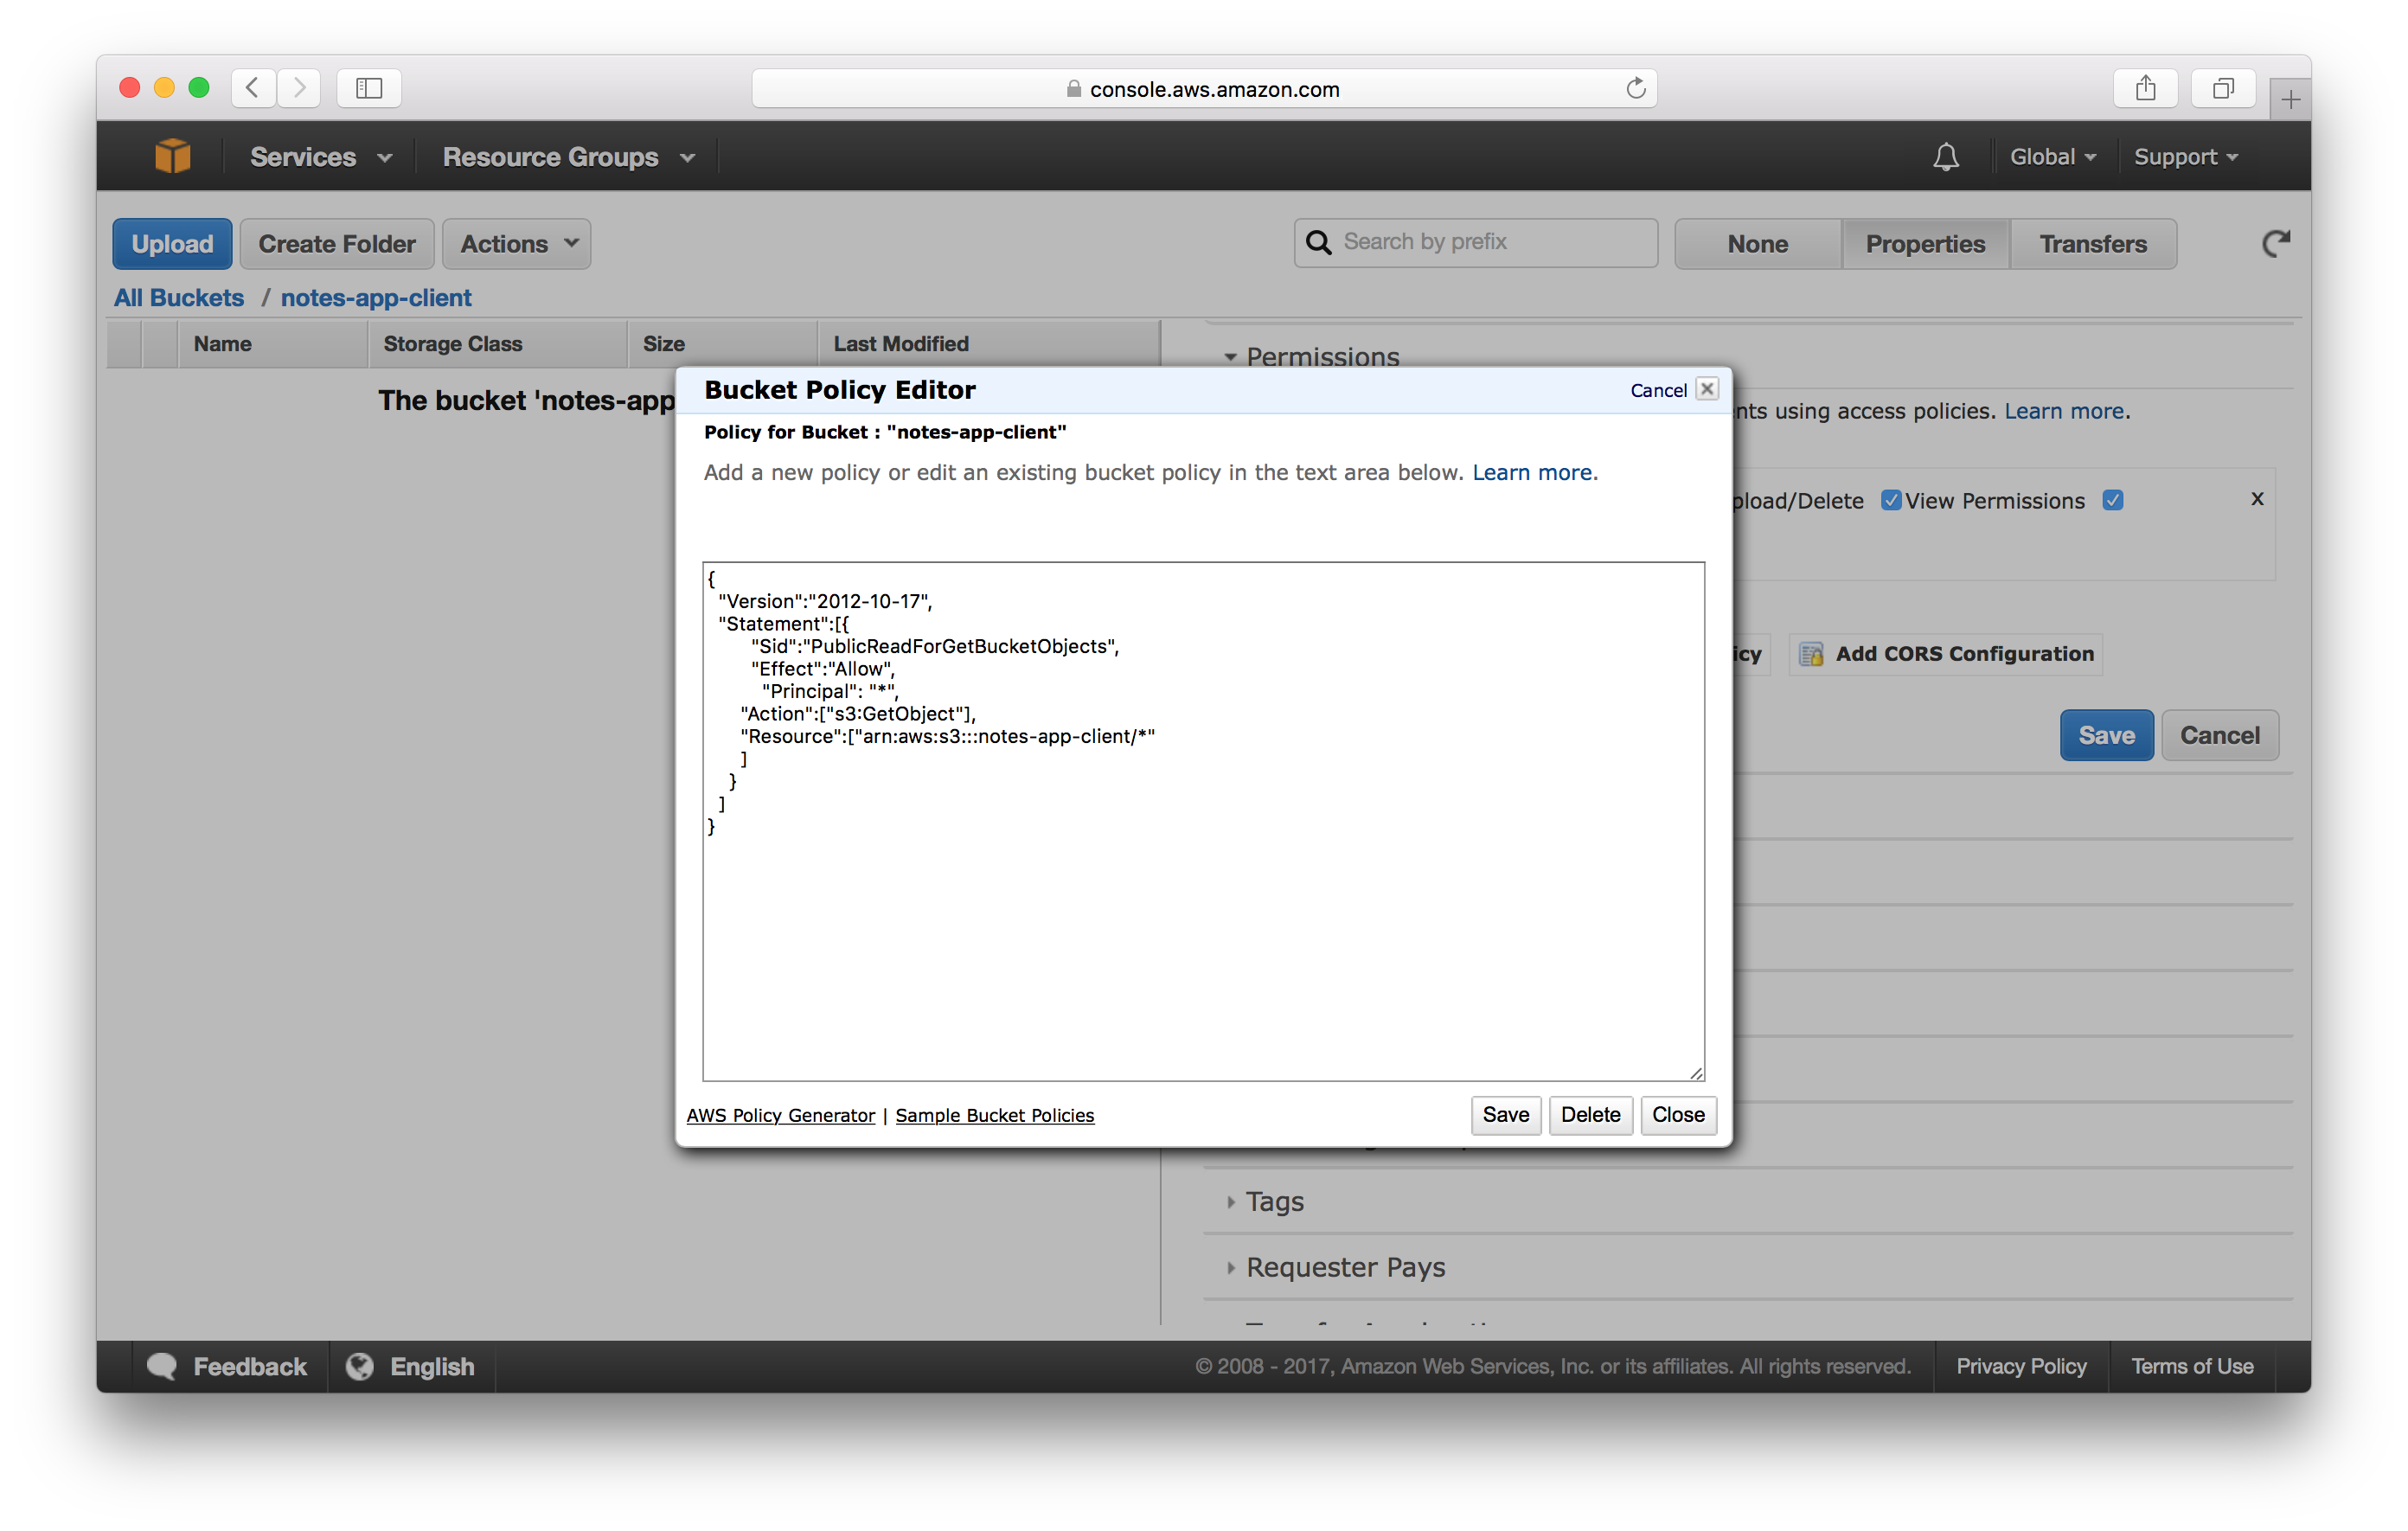 console.aws.amazon.com
Services
Resource Groups
Global
Support
Upload
Create Folder
Actions
Search by prefix
None
Properties
Transfers
All Buckets / notes-app-client
Name
Storage Class
Size
Last Modified
The bucket 'notes-app
Permissions
nts using access policies. Learn more.
pload/Delete
View Permissions
x
icy
Add CORS Configuration
Save
Cancel
Bucket Policy Editor
Cancel
Policy for Bucket : "notes-app-client"
Add a new policy or edit an existing bucket policy in the text area below. Learn more.
{
"Version":"2012-10-17",
"Statement":[{
"Sid":"PublicReadForGetBucketObjects",
"Effect":"Allow",
"Principal": "*",
"Action":["s3:GetObject"],
"Resource":["arn:aws:s3:::notes-app-client/*"
]
}
]
}
AWS Policy Generator | Sample Bucket Policies
Save
Delete
Close
Tags
Requester Pays
Feedback
English
© 2008 - 2017, Amazon Web Services, Inc. or its affiliates. All rights reserved.
Privacy Policy
Terms of Use